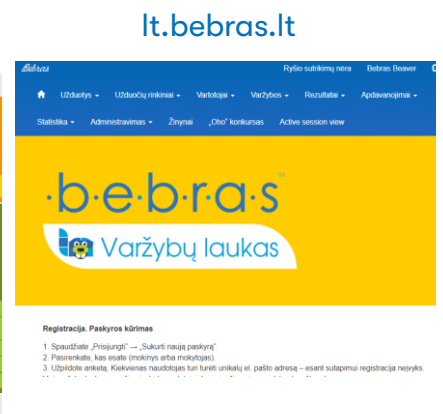 lt.bebras.lt
Bebras Ryšio sutrikimų nėra Bebras Beaver
Užduotys Užduočių rinkiniai Vartotojai Varžybos Rezultatai Apdovanojimai
Statistika Administravimas Žinynai „Oho" konkursas Active session view
·b·e·b·r·a·s™
Varžybų laukas
Registracija. Paskyros kūrimas
1. Spaudžiate „Prisijungti" → „Sukurti naują paskyrą".
2. Pasirenkate, kas esate (mokinys arba mokytojas).
3. Užpildote anketą. Kiekvienas naudotojas turi turėti unikalų el. pašto adresą – esant sutapimui registracija neįvyks.